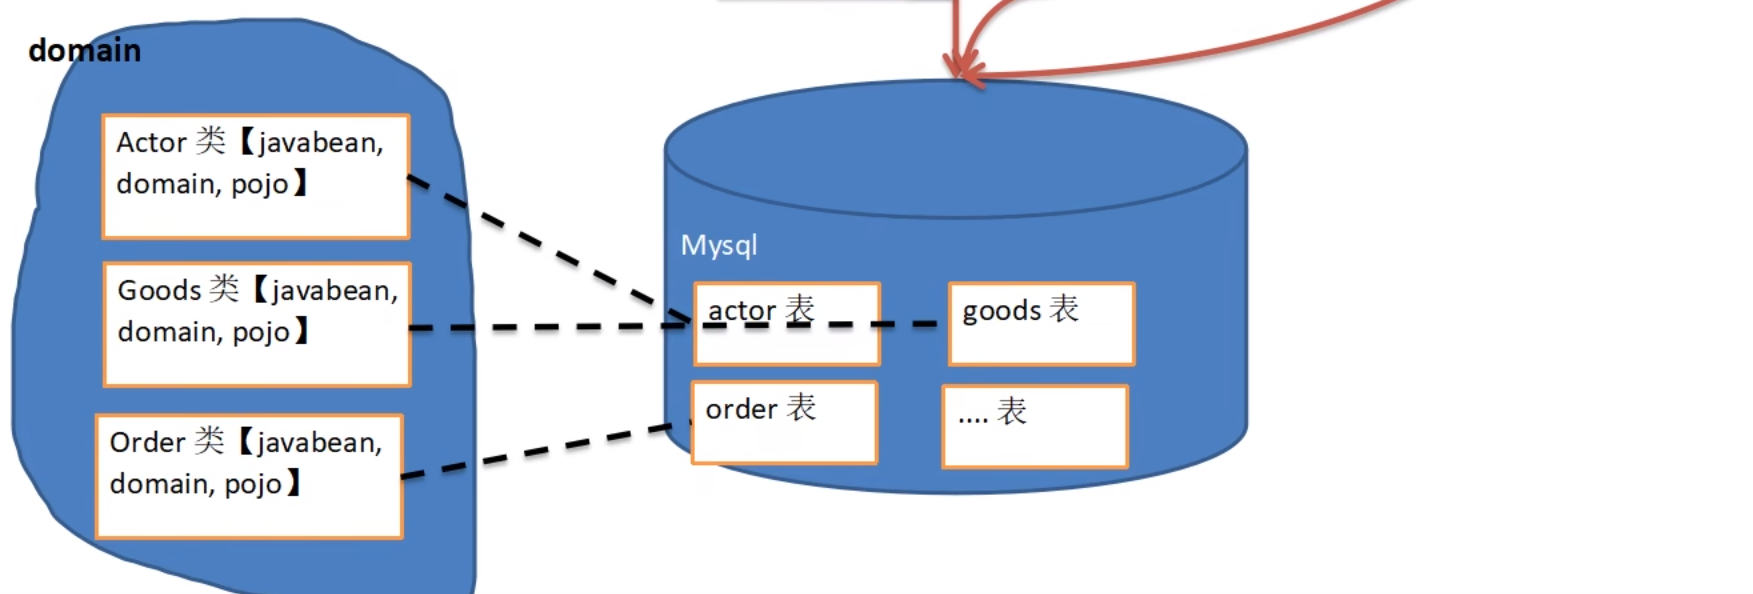 domain
Actor 类【javabean,
domain, pojo】
Goods 类【javabean,
domain, pojo】
Order 类【javabean,
domain, pojo】
Mysql
actor 表
goods 表
order 表
.... 表